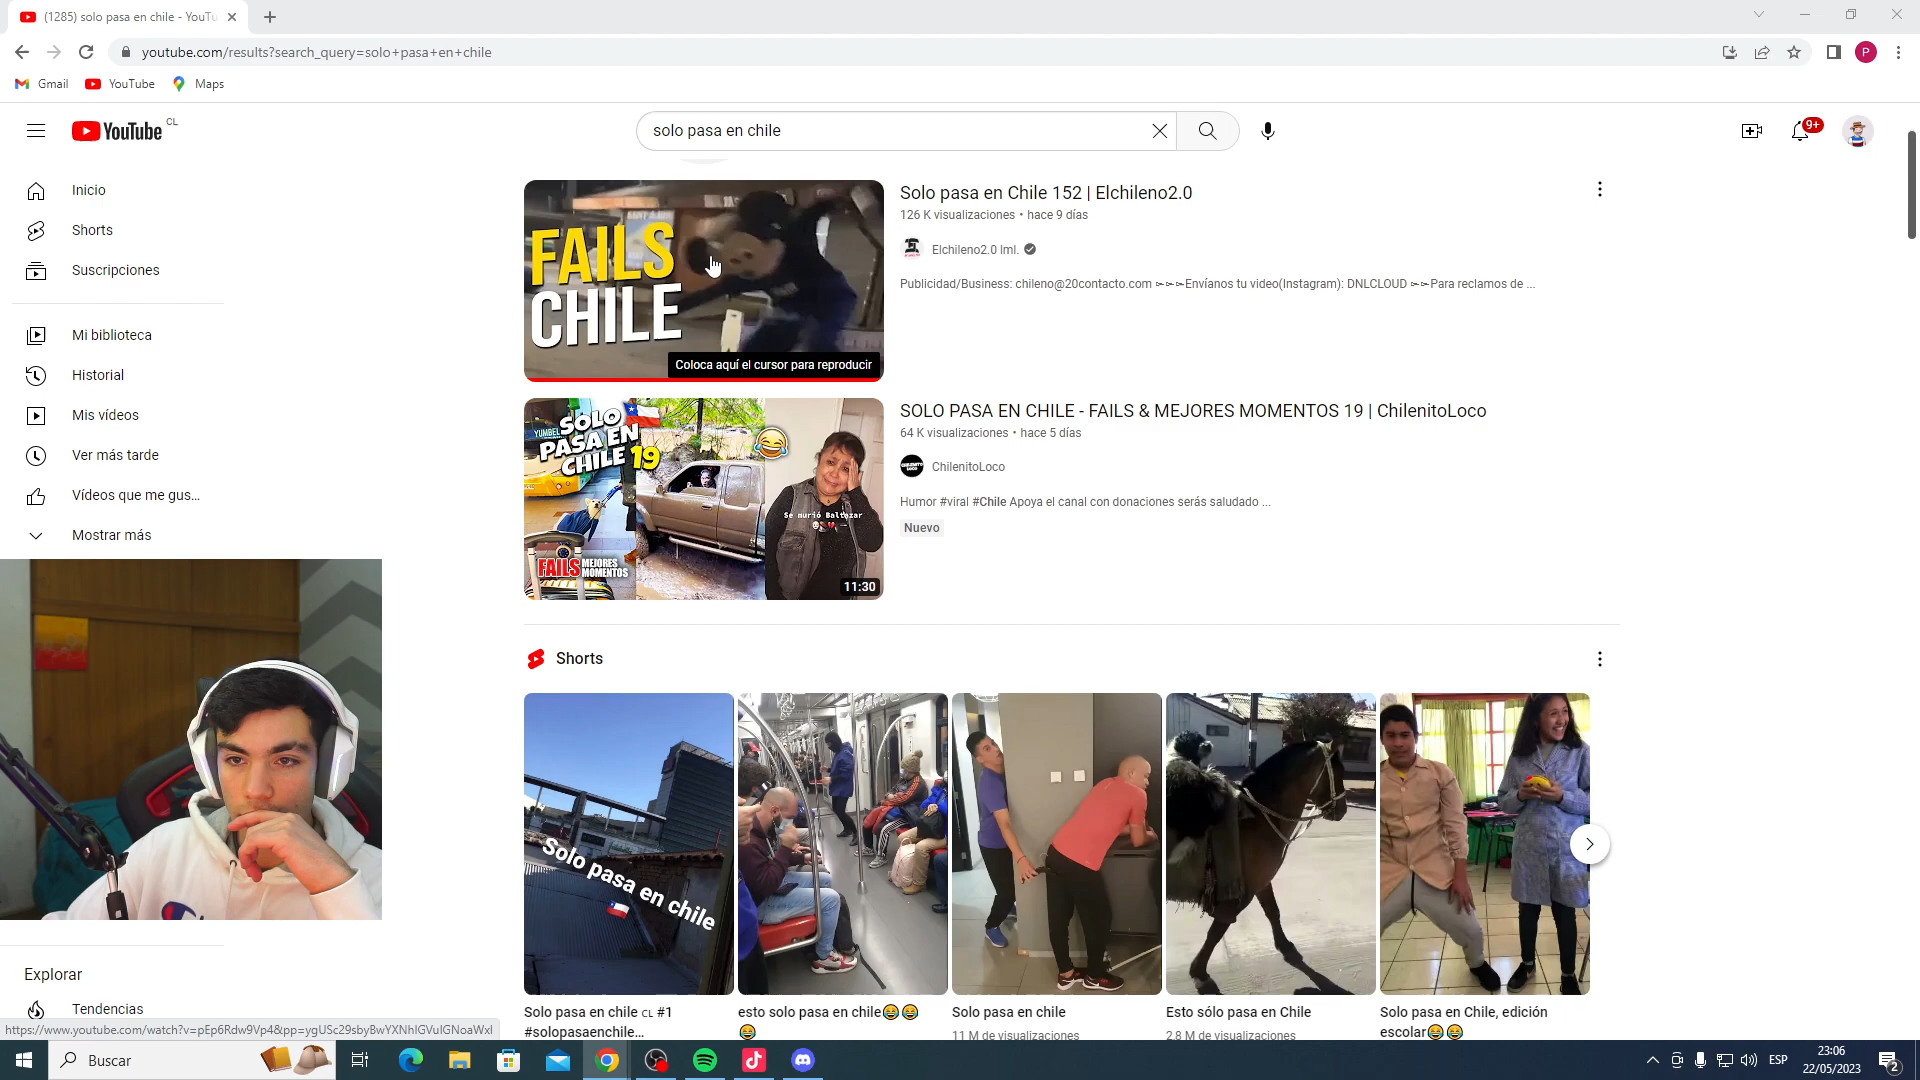 (1285) solo pasa en chile - YouTu
youtube.com/results?search_query=solo+pasa+en+chile
P
Gmail
YouTube
Maps
YouTube CL
solo pasa en chile
9+
Inicio
Shorts
Suscripciones
Mi biblioteca
Historial
Mis vídeos
Ver más tarde
Vídeos que me gus...
Mostrar más
Explorar
Tendencias
FAILS
CHILE
Coloca aquí el cursor para reproducir
Solo pasa en Chile 152 | Elchileno2.0
126 K visualizaciones • hace 9 días
Elchileno2.0 lml.
Publicidad/Business: chileno@20contacto.com ➳➳➳Envíanos tu video(Instagram): DNLCLOUD ➳➳Para reclamos de ...
YUMBEL
SOLO
PASA EN
CHILE 19
FAILS MEJORES
MOMENTOS
Se murió Baltazar
11:30
SOLO PASA EN CHILE - FAILS & MEJORES MOMENTOS 19 | ChilenitoLoco
64 K visualizaciones • hace 5 días
ChilenitoLoco
Humor #viral #Chile Apoya el canal con donaciones serás saludado ...
Nuevo
Shorts
Solo pasa en chile
Solo pasa en chile CL #1
#solopasaenchile...
esto solo pasa en chile😂😂
😂
Solo pasa en chile
11 M de visualizaciones
Esto sólo pasa en Chile
2.8 M de visualizaciones
Solo pasa en Chile, edición
escolar😂😂
https://www.youtube.com/watch?v=pEp6Rdw9Vp4&pp=ygUSc29sbyBwYXNhIGVuIGNoaWxl
Buscar
ESP
23:06
22/05/2023
2